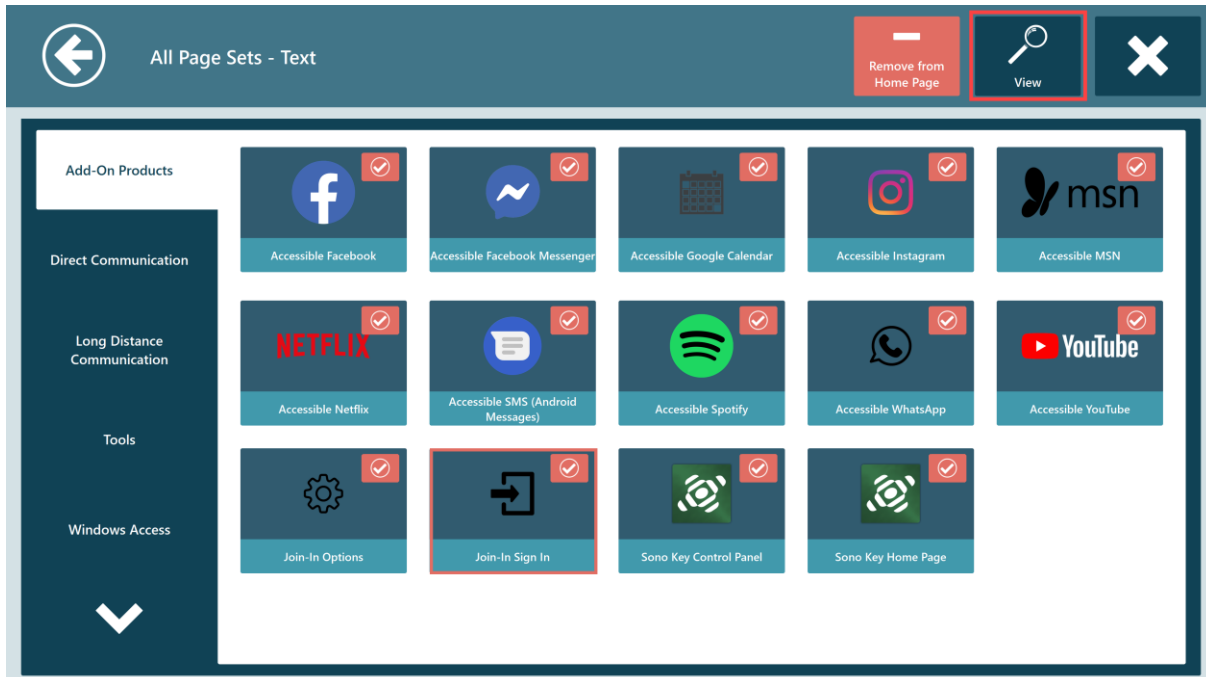 All Page Sets - Text
Remove from
Home Page
View
Add-On Products
Direct Communication
Long Distance
Communication
Tools
Windows Access
msn
Accessible Facebook
Accessible Facebook Messenger
Accessible Google Calendar
Accessible Instagram
Accessible MSN
NETFLIX
YouTube
Accessible Netflix
Accessible SMS (Android
Messages)
Accessible Spotify
Accessible WhatsApp
Accessible YouTube
Join-In Options
Join-In Sign In
Sono Key Control Panel
Sono Key Home Page